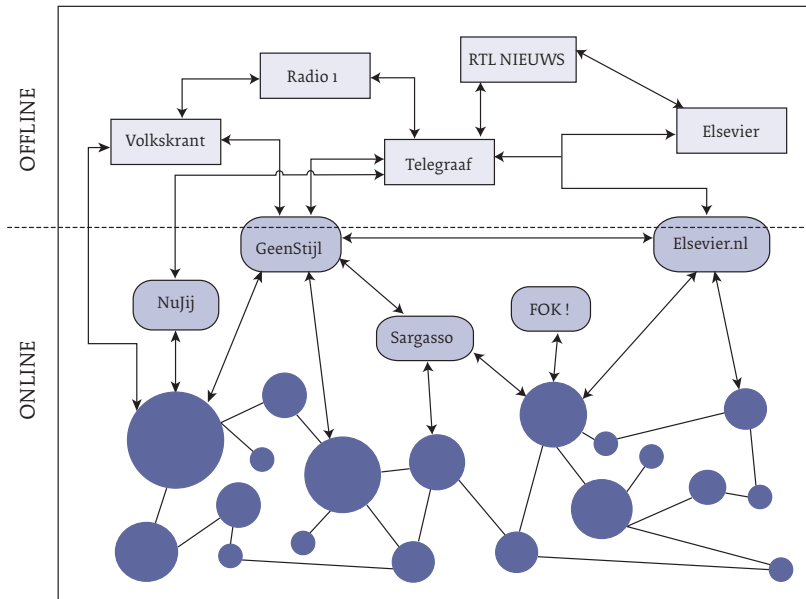 OFFLINE
RTL NIEUWS
Radio 1
Elsevier
Volkskrant
Telegraaf
ONLINE
GeenStijl
Elsevier.nl
NuJij
FOK !
Sargasso